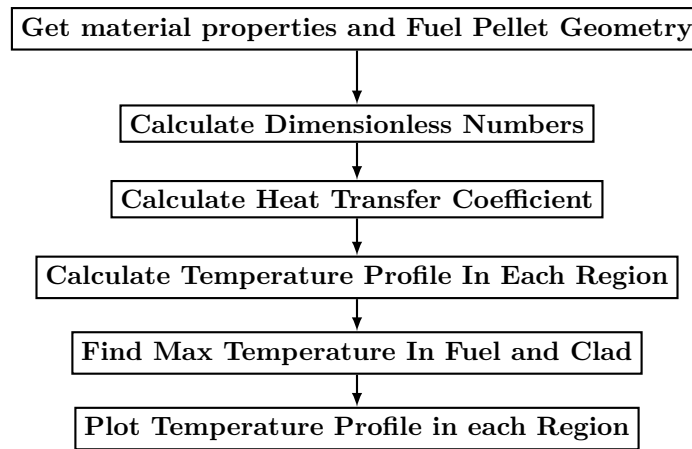 Get material properties and Fuel Pellet Geometry
Calculate Dimensionless Numbers
Calculate Heat Transfer Coefficient
Calculate Temperature Profile In Each Region
Find Max Temperature In Fuel and Clad
Plot Temperature Profile in each Region